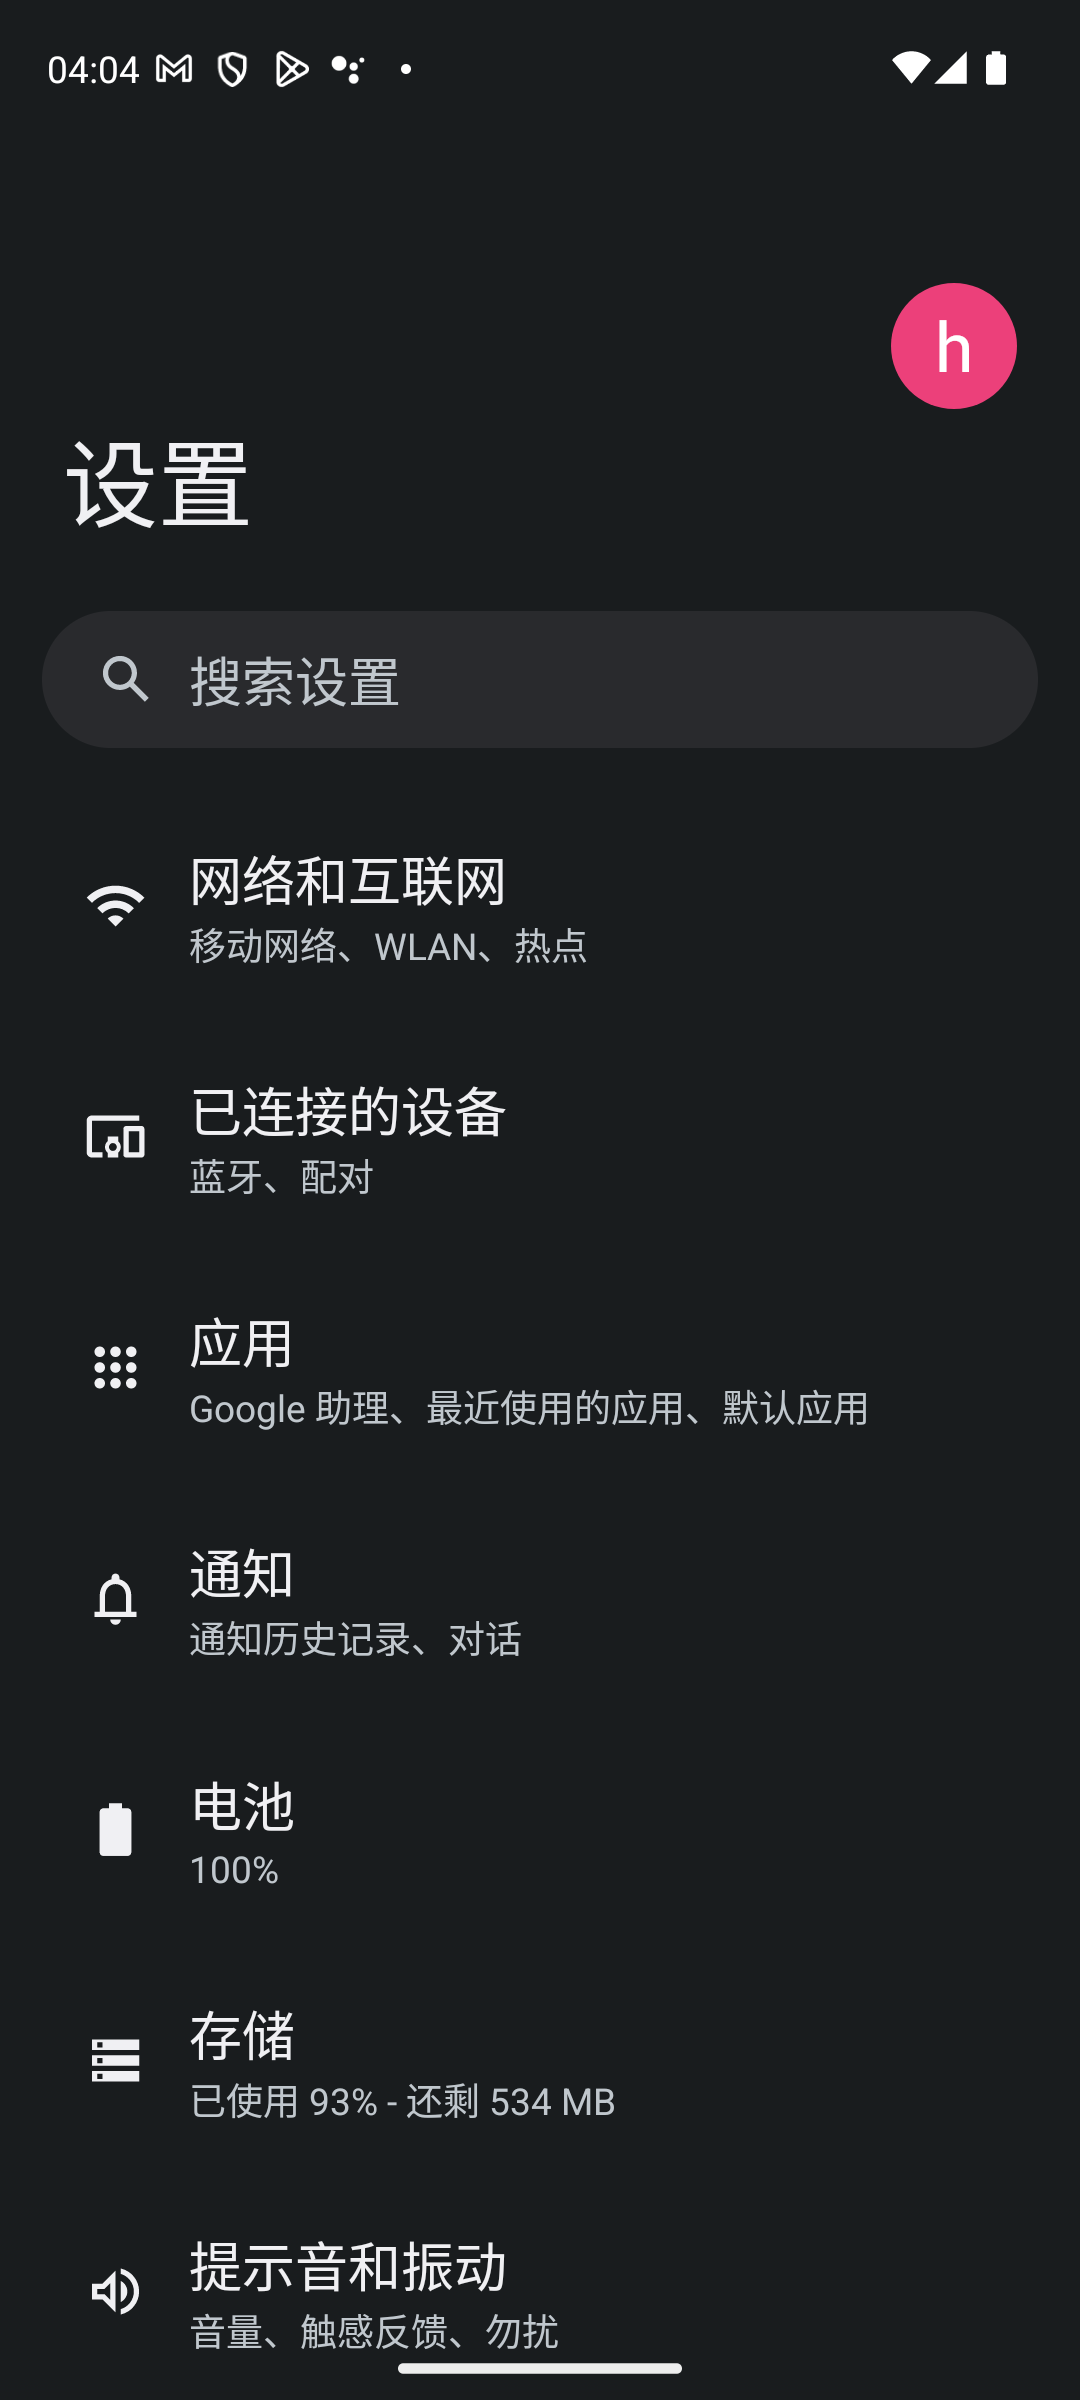 04:04
h
设置
搜索设置
网络和互联网
移动网络、WLAN、热点
已连接的设备
蓝牙、配对
应用
Google 助理、最近使用的应用、默认应用
通知
通知历史记录、对话
电池
100%
存储
已使用 93% - 还剩 534 MB
提示音和振动
音量、触感反馈、勿扰